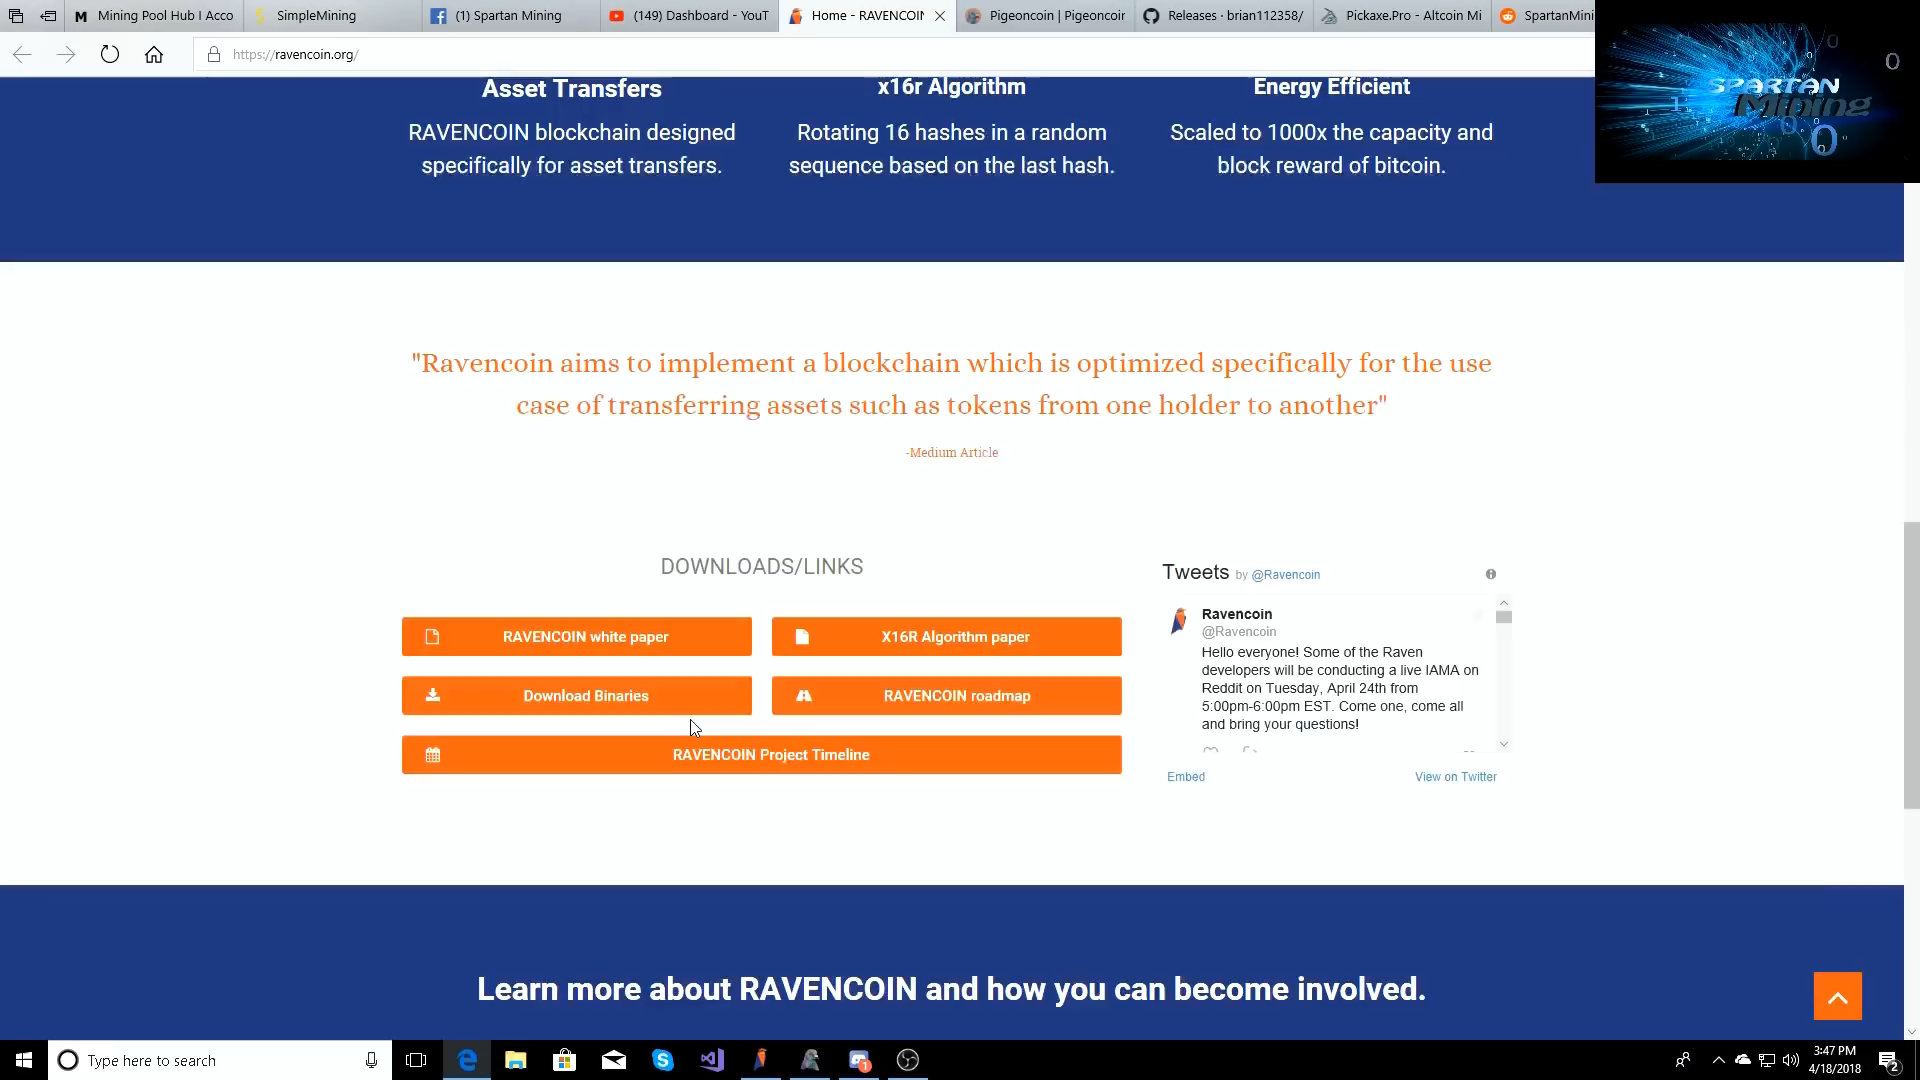 Mining Pool Hub I Acco
SimpleMining
(1) Spartan Mining
(149) Dashboard - YouT
Home - RAVENCOIN
Pigeoncoin | Pigeoncoin
Releases · brian112358/
Pickaxe.Pro - Altcoin Mi
SpartanMini
https://ravencoin.org/
SPARTAN
Mining
Asset Transfers
RAVENCOIN blockchain designed
specifically for asset transfers.
x16r Algorithm
Rotating 16 hashes in a random
sequence based on the last hash.
Energy Efficient
Scaled to 1000x the capacity and
block reward of bitcoin.
"Ravencoin aims to implement a blockchain which is optimized specifically for the use
case of transferring assets such as tokens from one holder to another"
-Medium Article
DOWNLOADS/LINKS
RAVENCOIN white paper
X16R Algorithm paper
Download Binaries
RAVENCOIN roadmap
RAVENCOIN Project Timeline
Tweets by @Ravencoin
Ravencoin
@Ravencoin
Hello everyone! Some of the Raven
developers will be conducting a live IAMA on
Reddit on Tuesday, April 24th from
5:00pm-6:00pm EST. Come one, come all
and bring your questions!
Embed
View on Twitter
Learn more about RAVENCOIN and how you can become involved.
Type here to search
3:47 PM
4/18/2018
2